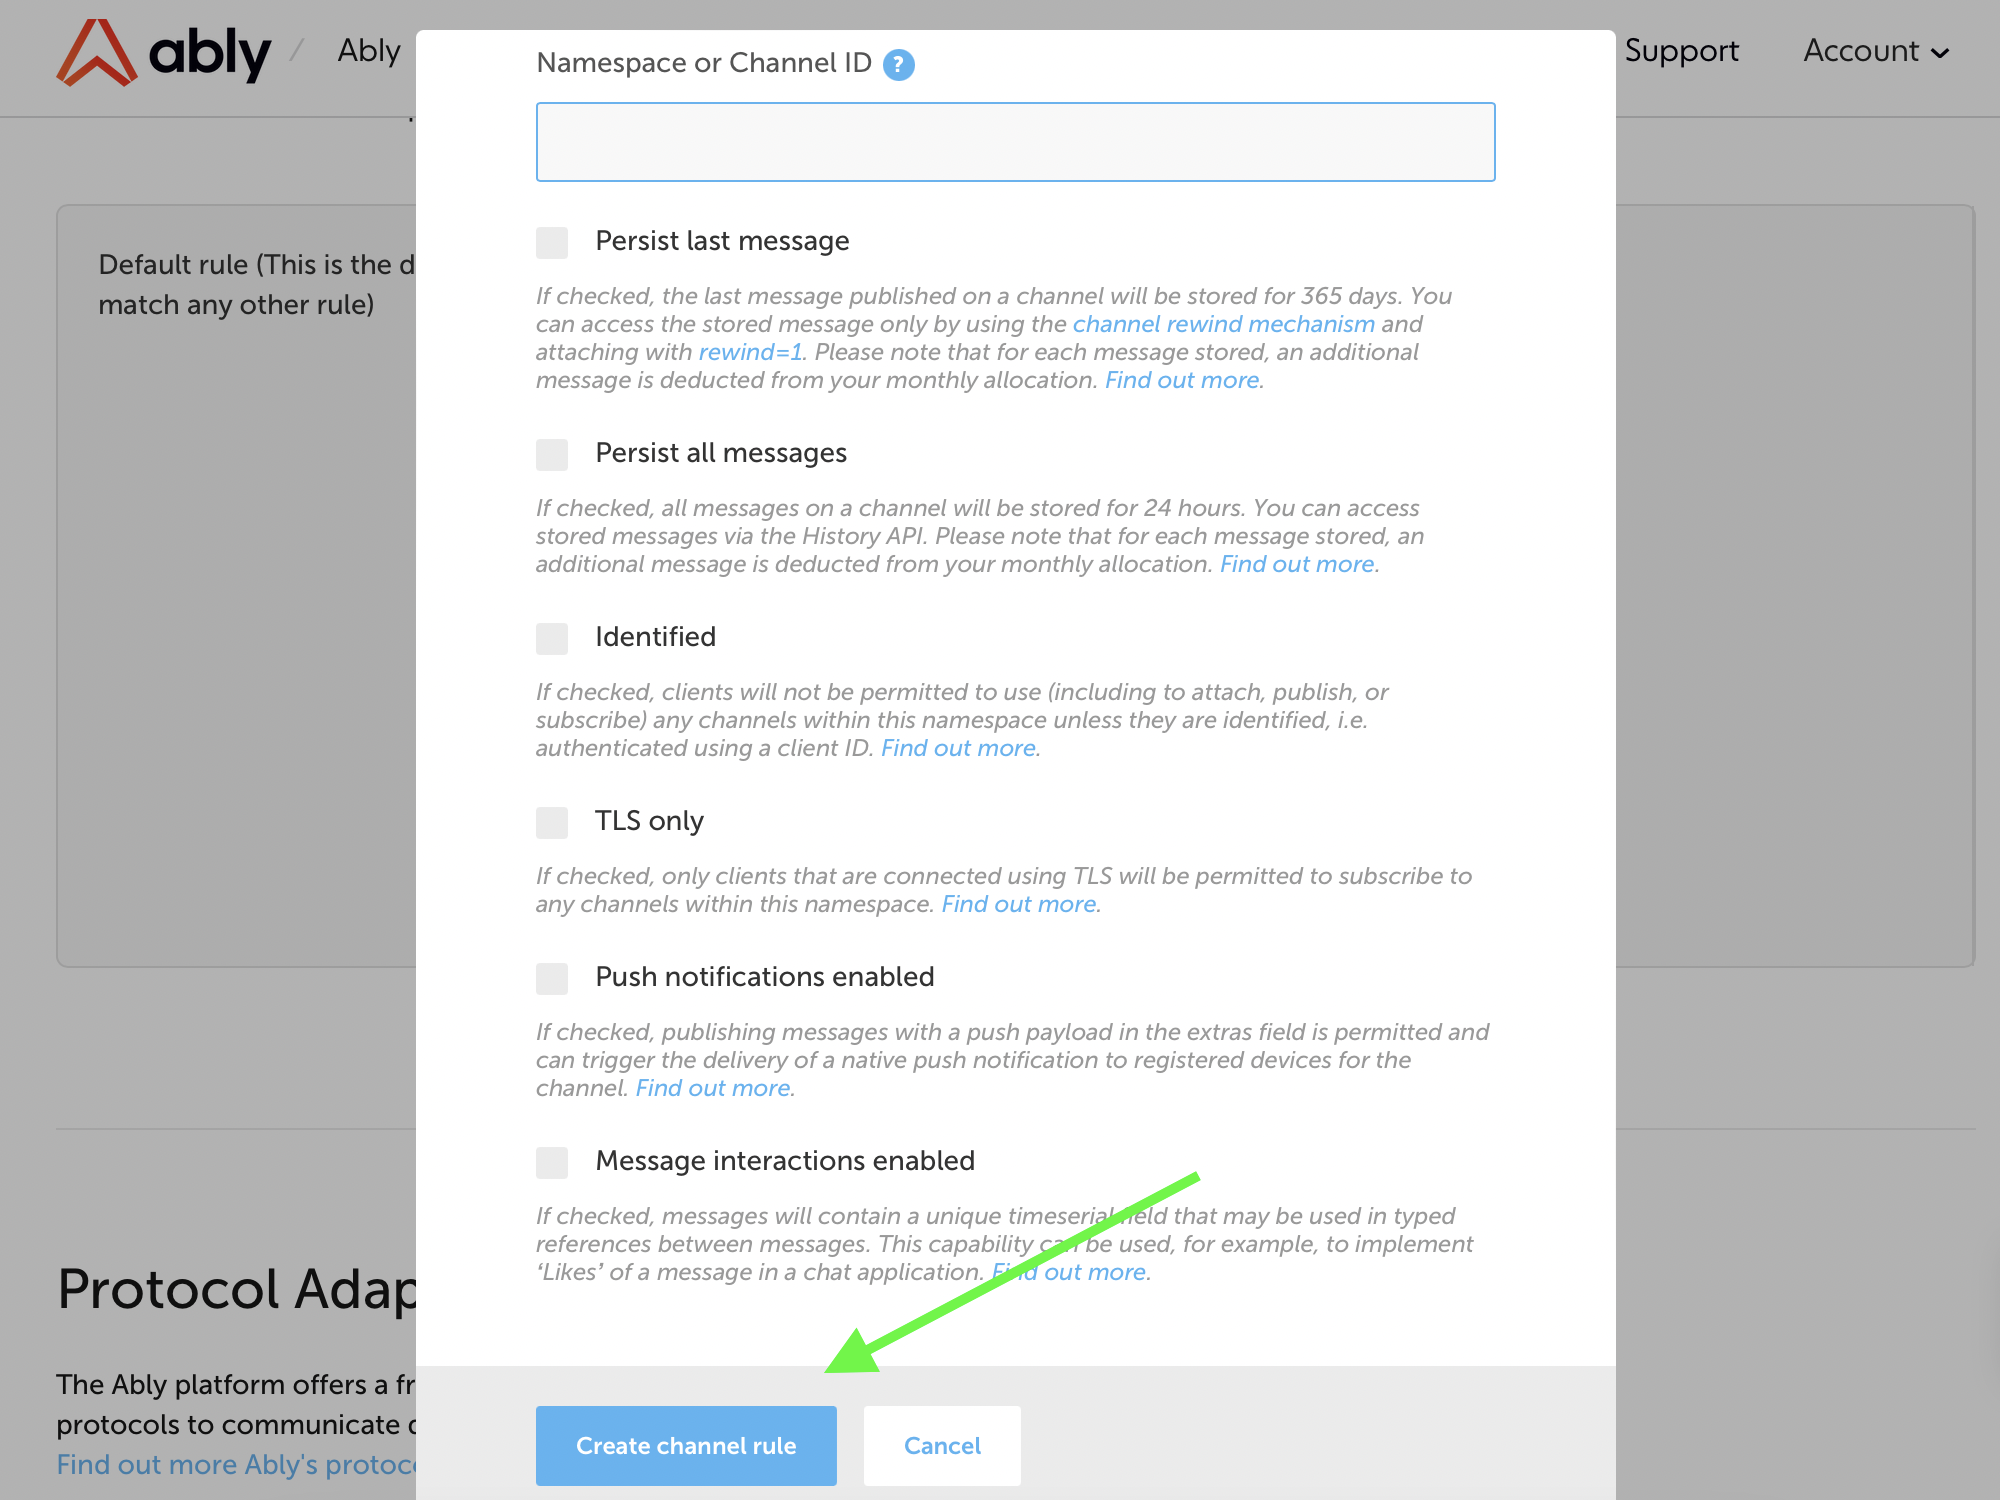 ably / Ably
Support
Account
Namespace or Channel ID ?
Default rule (This is the d
match any other rule)
Persist last message
If checked, the last message published on a channel will be stored for 365 days. You
can access the stored message only by using the channel rewind mechanism and
attaching with rewind=1. Please note that for each message stored, an additional
message is deducted from your monthly allocation. Find out more.
Persist all messages
If checked, all messages on a channel will be stored for 24 hours. You can access
stored messages via the History API. Please note that for each message stored, an
additional message is deducted from your monthly allocation. Find out more.
Identified
If checked, clients will not be permitted to use (including to attach, publish, or
subscribe) any channels within this namespace unless they are identified, i.e.
authenticated using a client ID. Find out more.
TLS only
If checked, only clients that are connected using TLS will be permitted to subscribe to
any channels within this namespace. Find out more.
Push notifications enabled
If checked, publishing messages with a push payload in the extras field is permitted and
can trigger the delivery of a native push notification to registered devices for the
channel. Find out more.
Message interactions enabled
If checked, messages will contain a unique timeserial field that may be used in typed
references between messages. This capability can be used, for example, to implement
‘Likes’ of a message in a chat application. Find out more.
Protocol Adap
The Ably platform offers a fr
protocols to communicate
Find out more Ably's protoc
Create channel rule
Cancel